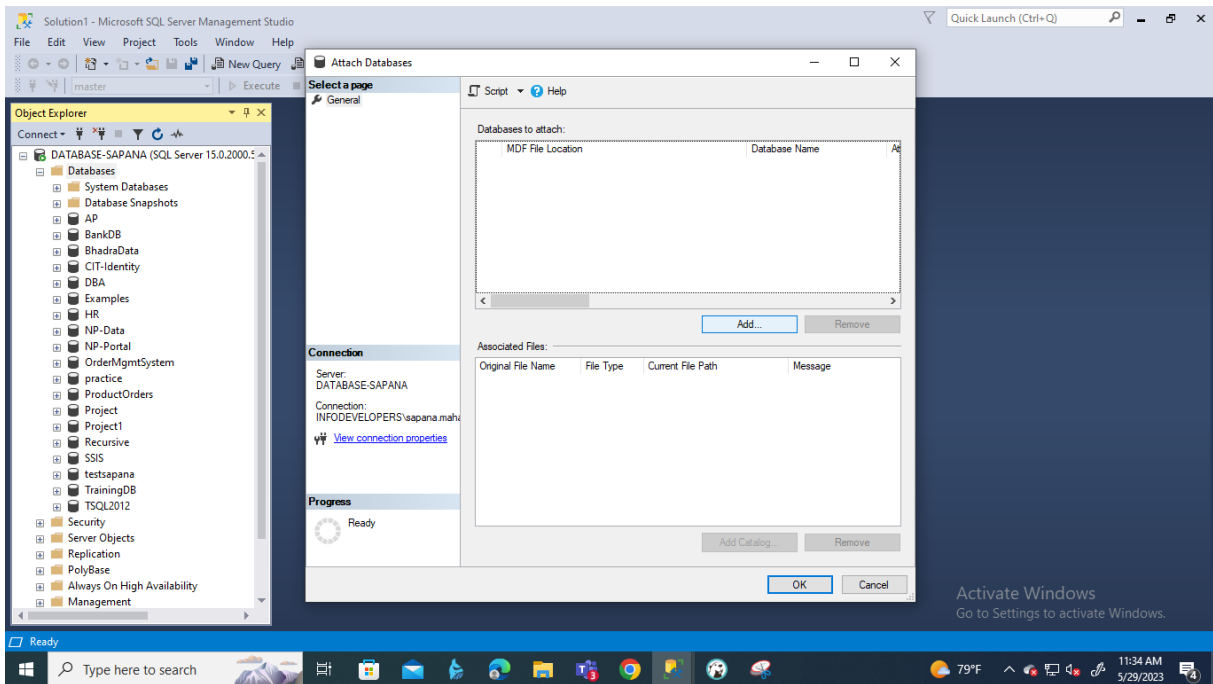 Solution1 - Microsoft SQL Server Management Studio
Quick Launch (Ctrl+Q)
File Edit View Project Tools Window Help
New Query
master
Execute
Object Explorer
Connect
DATABASE-SAPANA (SQL Server 15.0.2000.5
Databases
System Databases
Database Snapshots
AP
BankDB
BhadraData
CIT-Identity
DBA
Examples
HR
NP-Data
NP-Portal
OrderMgmtSystem
practice
ProductOrders
Project
Project1
Recursive
SSIS
testsapana
TrainingDB
TSQL2012
Security
Server Objects
Replication
PolyBase
Always On High Availability
Management
Attach Databases
Select a page
General
Script Help
Databases to attach:
MDF File Location Database Name At
Add... Remove
Connection
Server:
DATABASE-SAPANA
Connection:
INFODEVELOPERS\sapana.maha
View connection properties
Progress
Ready
Associated Files:
Original File Name File Type Current File Path Message
Add Catalog... Remove
OK Cancel
Activate Windows
Go to Settings to activate Windows.
Ready
Type here to search
3
79°F
11:34 AM
5/29/2023
4